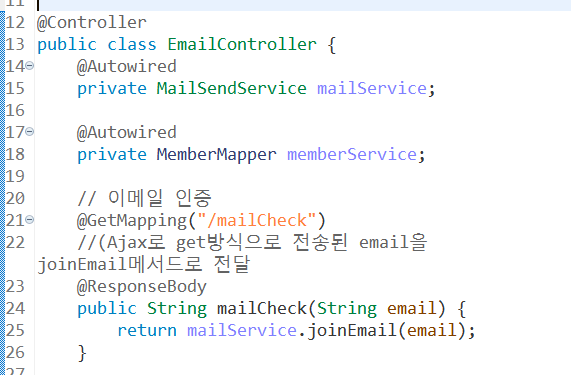 11
12 @Controller
13 public class EmailController {
14 @Autowired
15 private MailSendService mailService;
16
17 @Autowired
18 private MemberMapper memberService;
19
20 // 이메일 인증
21 @GetMapping("/mailCheck")
22 //(Ajax로 get방식으로 전송된 email을
joinEmail메서드로 전달
23 @ResponseBody
24 public String mailCheck(String email) {
25 return mailService.joinEmail(email);
26 }
27